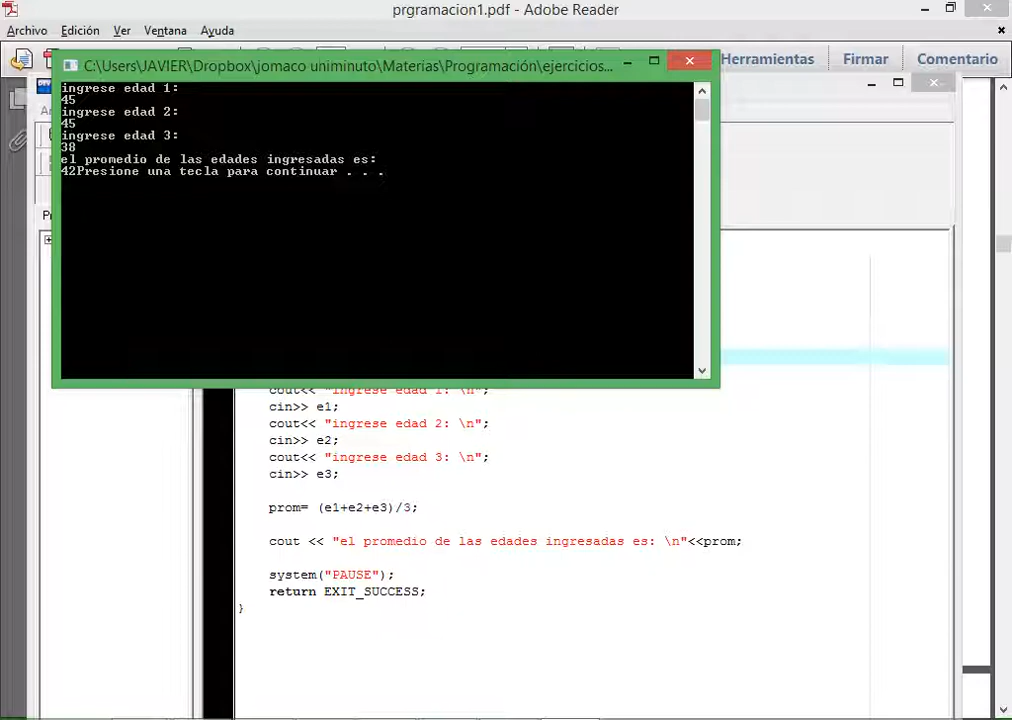 prgramacion1.pdf - Adobe Reader
Archivo Edición Ver Ventana Ayuda
Herramientas Firmar Comentario
C:\Users\JAVIER\Dropbox\jomaco uniminuto\Materias\Programación\ejercicios...
ingrese edad 1:
45
ingrese edad 2:
45
ingrese edad 3:
38
el promedio de las edades ingresadas es:
42Presione una tecla para continuar . . .
cout<< "ingrese edad 1: \n";
cin>> e1;
cout<< "ingrese edad 2: \n";
cin>> e2;
cout<< "ingrese edad 3: \n";
cin>> e3;
prom= (e1+e2+e3)/3;
cout << "el promedio de las edades ingresadas es: \n"<<prom;
system("PAUSE");
return EXIT_SUCCESS;
}